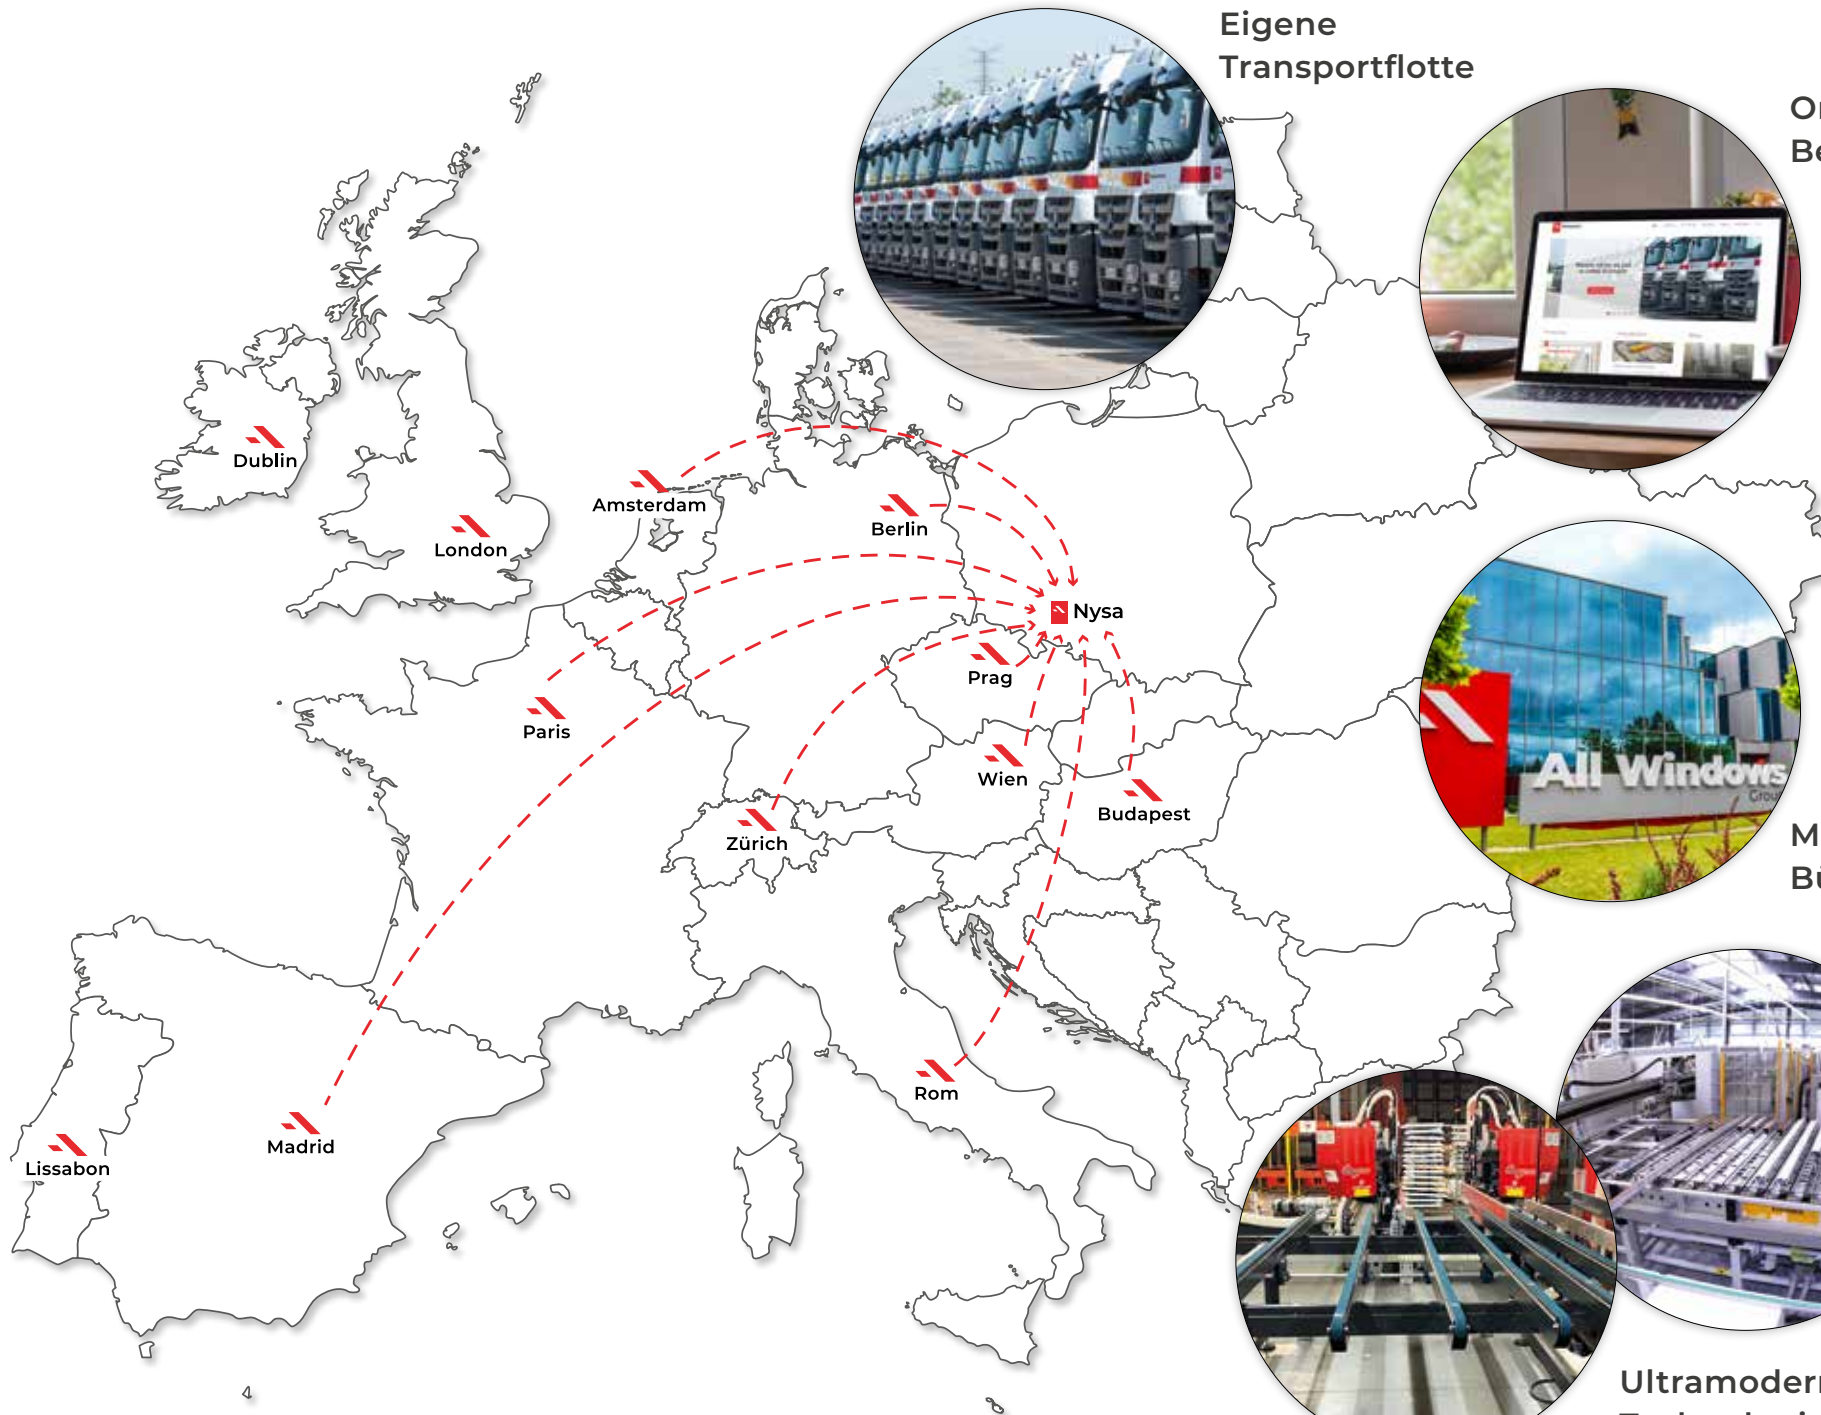 Eigene
Transportflotte
Dublin
London
Amsterdam
Berlin
Nysa
Prag
Paris
Wien
Budapest
Zürich
All Windows
Rom
Madrid
Lissabon